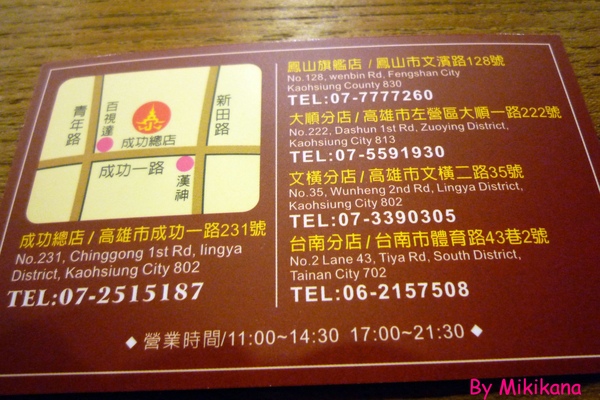 青年路
百視達
成功總店
新田路
成功一路
漢神
成功總店/高雄市成功一路231號
No.231, Chinggong 1st Rd, lingya
District, Kaohsiung City 802
TEL:07-2515187
鳳山旗艦店/鳳山市文濱路128號
No.128, wenbin Rd, Fengshan City
Kaohsiung County 830
TEL:07-7777260
大順分店/高雄市左營區大順一路222號
No.222, Dashun 1st Rd, Zuoying District,
Kaohsiung City 813
TEL:07-5591930
文橫分店/高雄市文橫二路35號
No.35, Wunheng 2nd Rd, Lingya District,
Kaohsiung City 802
TEL:07-3390305
台南分店/台南市體育路43巷2號
No.2 Lane 43, Tiya Rd, South District,
Tainan City 702
TEL:06-2157508
◆ 營業時間/11:00~14:30 17:00~21:30 ◆
By Mikikana